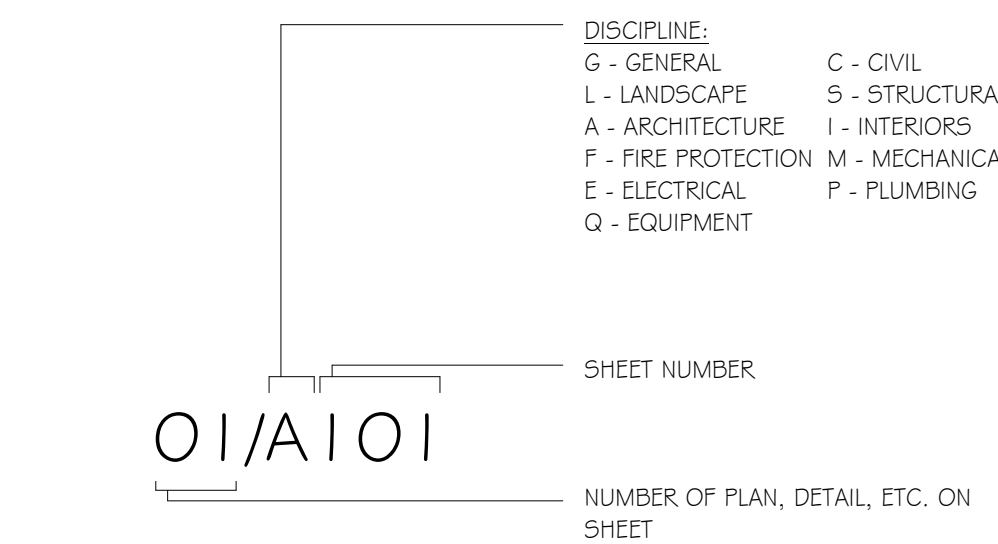 DISCIPLINE:
G - GENERAL
C - CIVIL
L - LANDSCAPE
S - STRUCTURA
A - ARCHITECTURE
I - INTERIORS
F - FIRE PROTECTION
M - MECHANICA
E - ELECTRICAL
P - PLUMBING
Q - EQUIPMENT
SHEET NUMBER
01/A101
NUMBER OF PLAN, DETAIL, ETC. ON
SHEET